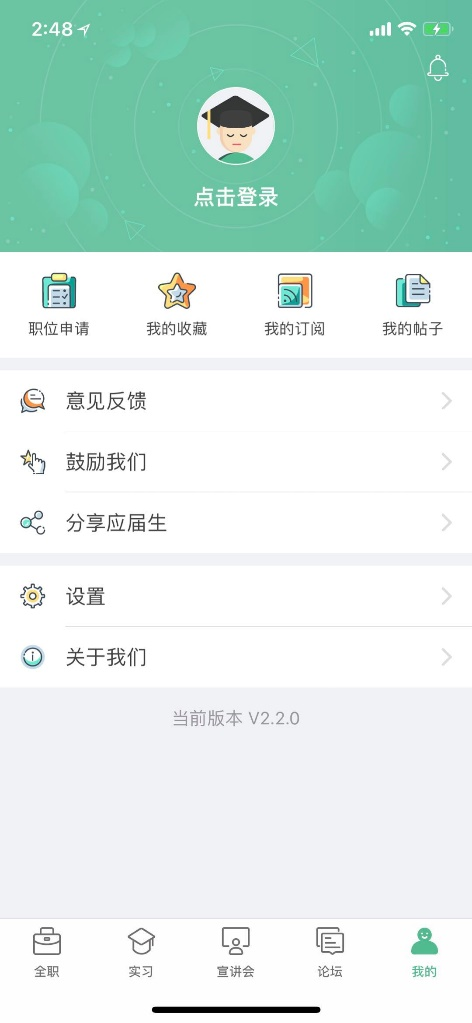 2:48
点击登录
职位申请 我的收藏 我的订阅 我的帖子
意见反馈
鼓励我们
分享应届生
设置
关于我们
当前版本 V2.2.0
全职 实习 宣讲会 论坛 我的